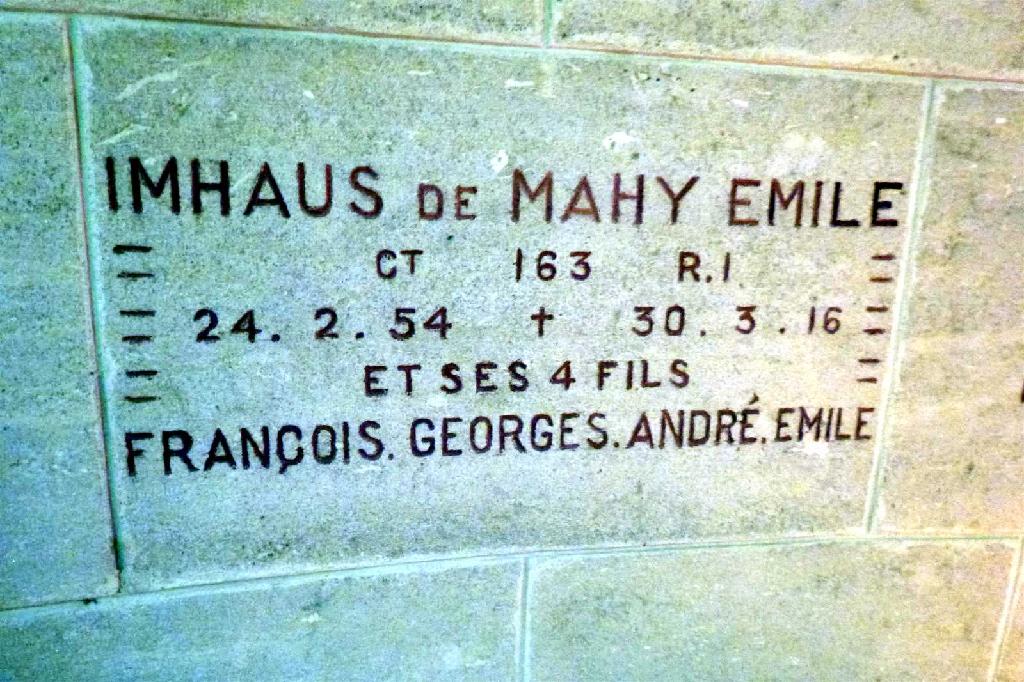 IMHAUS DE MAHY EMILE
CT 163 R.I
24. 2. 54 † 30. 3. 16
ET SES 4 FILS
FRANÇOIS. GEORGES. ANDRÉ. EMILE